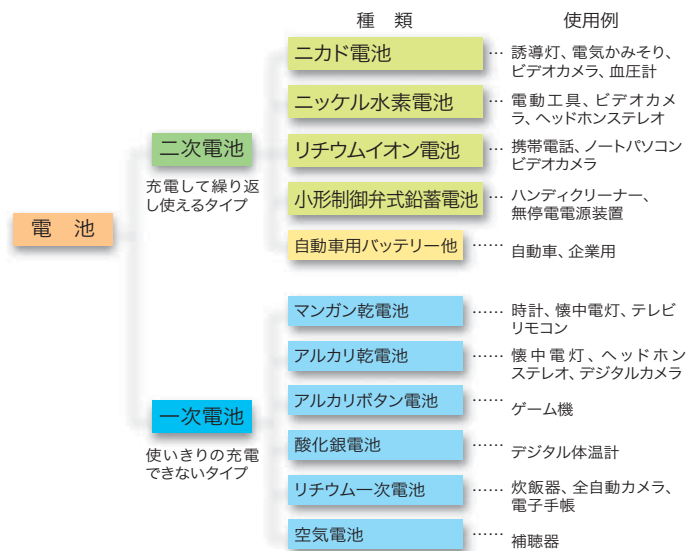 種　類
使用例
ニカド電池
… 誘導灯、電気かみそり、
ビデオカメラ、血圧計
ニッケル水素電池
… 電動工具、ビデオカメ
ラ、ヘッドホンステレオ
二次電池
充電して繰り返
し使えるタイプ
リチウムイオン電池
… 携帯電話、ノートパソコン
ビデオカメラ
小形制御弁式鉛蓄電池
… ハンディクリーナー、
無停電電源装置
電　池
自動車用バッテリー他
…… 自動車、企業用
マンガン乾電池
…… 時計、懐中電灯、テレビ
リモコン
アルカリ乾電池
…… 懐中電灯、ヘッドホン
ステレオ、デジタルカメラ
一次電池
使いきりの充電
できないタイプ
アルカリボタン電池
…… ゲーム機
酸化銀電池
…… デジタル体温計
リチウム一次電池
…… 炊飯器、全自動カメラ、
電子手帳
空気電池
…… 補聴器